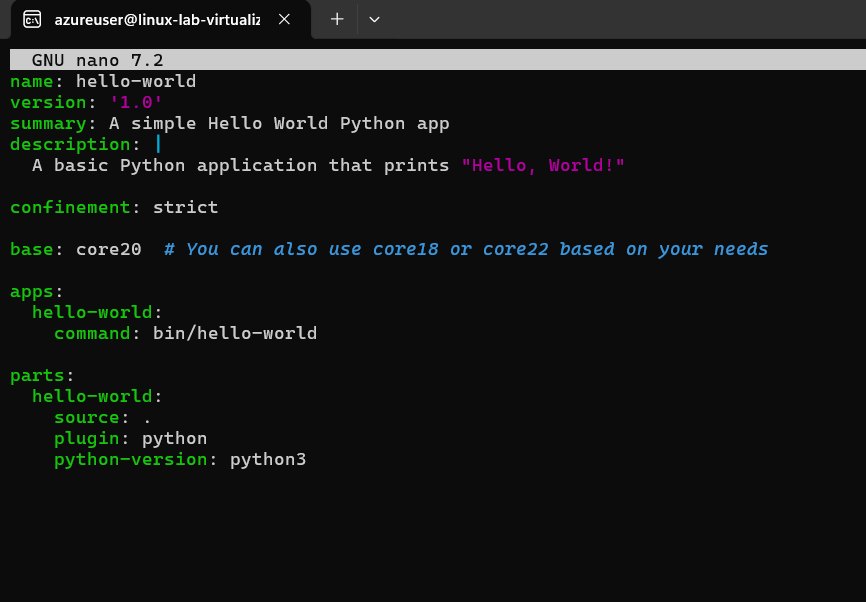 azureuser@linux-lab-virtualiz
GNU nano 7.2
name: hello-world
version: '1.0'
summary: A simple Hello World Python app
description: |
  A basic Python application that prints "Hello, World!"
confinement: strict
base: core20  # You can also use core18 or core22 based on your needs
apps:
  hello-world:
    command: bin/hello-world
parts:
  hello-world:
    source: .
    plugin: python
    python-version: python3